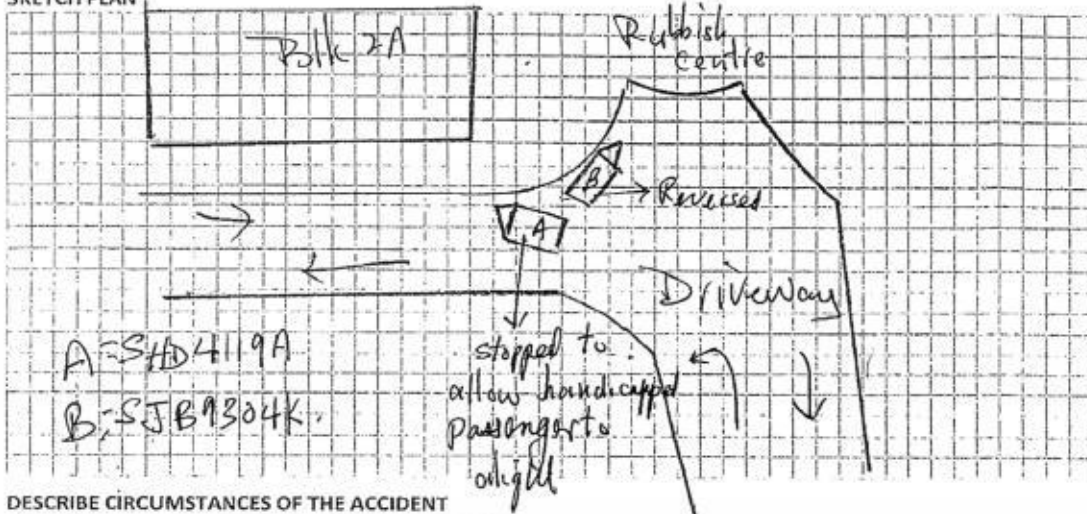 SKETCH PLAN
Blk 2A
Rubbish
Centre
B
Reversed
A
Driveway
A = SHD4119A
B: SJB9304K.
stopped to
allow handicapped
Passenger to
alight
DESCRIBE CIRCUMSTANCES OF THE ACCIDENT